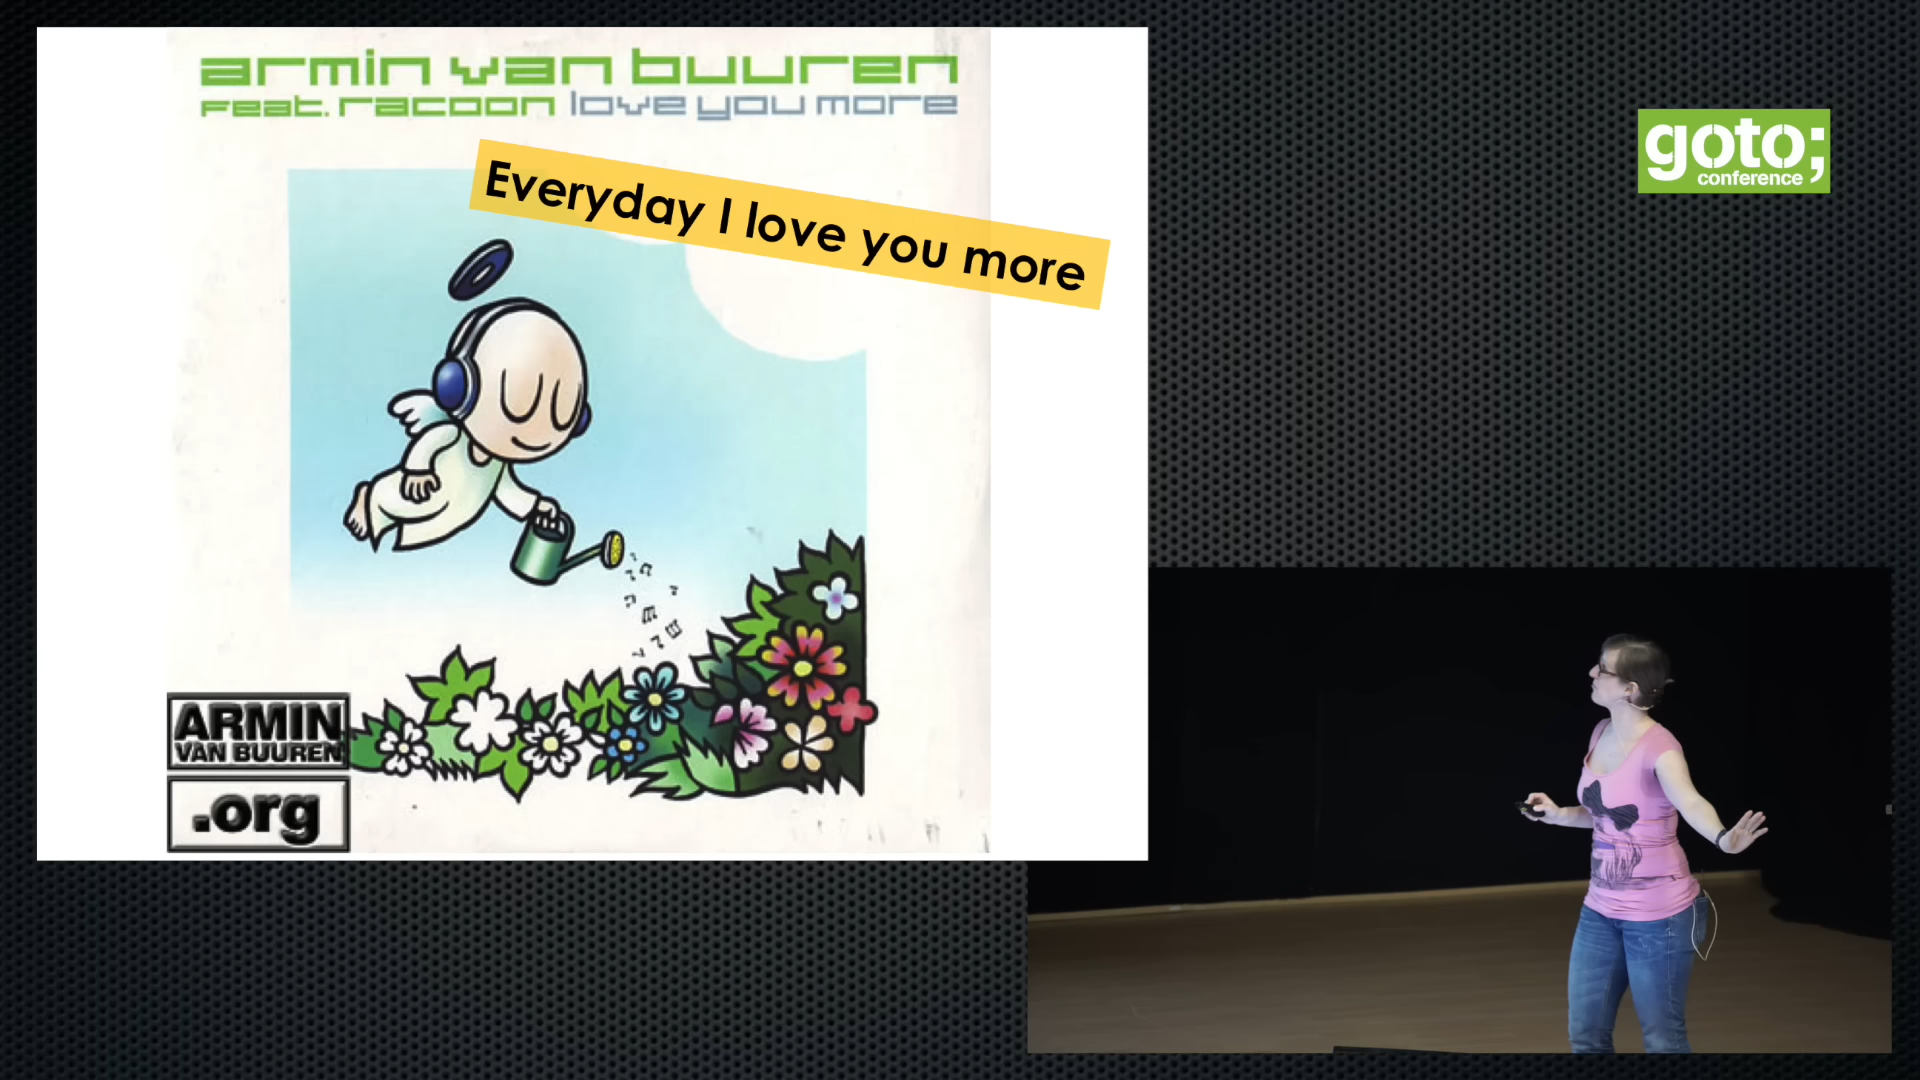 armin van buuren
feat. racoon love you more
Everyday I love you more
ARMIN
VAN BUUREN
.org
goto;
conference